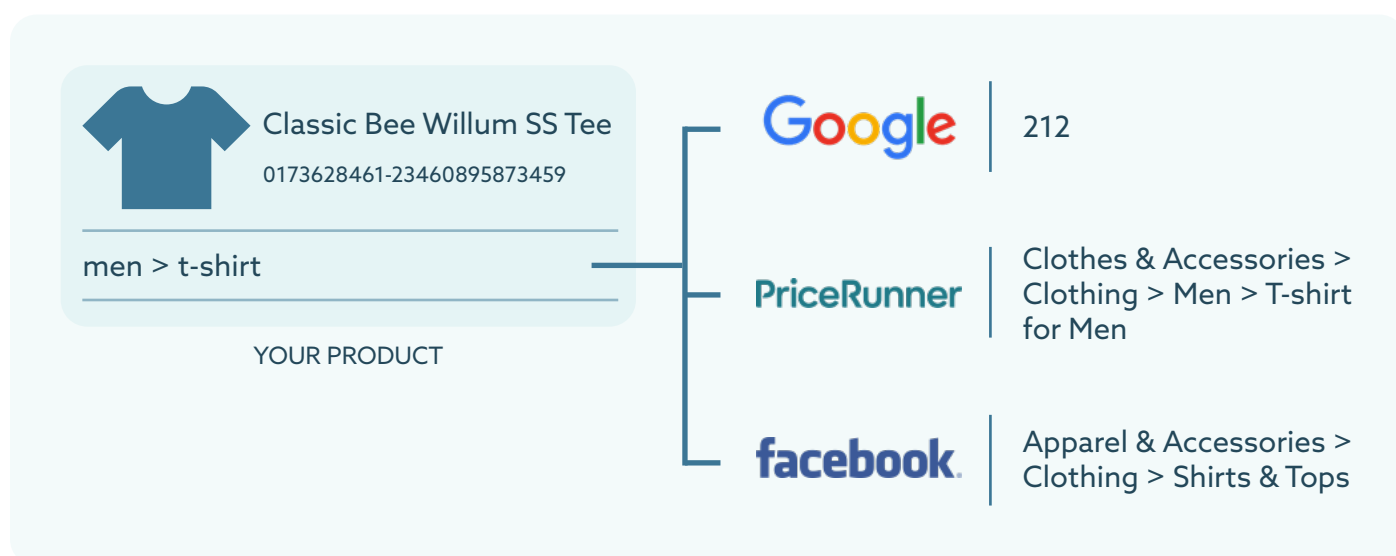 Classic Bee Willum SS Tee
0173628461-23460895873459
men > t-shirt
YOUR PRODUCT
Google
212
PriceRunner
Clothes & Accessories >
Clothing > Men > T-shirt
for Men
facebook.
Apparel & Accessories >
Clothing > Shirts & Tops